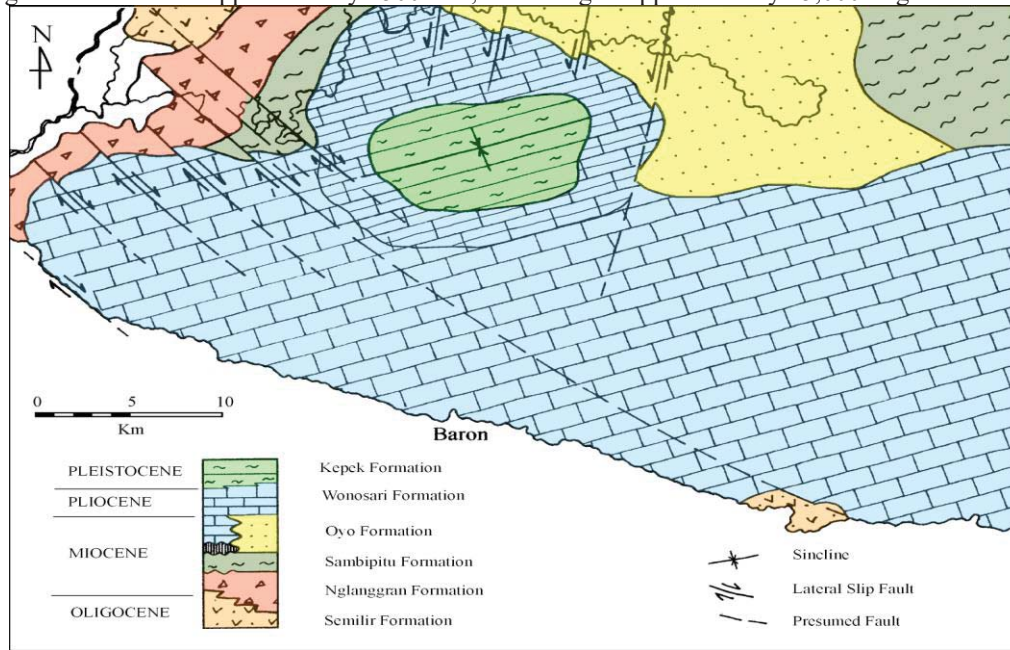 N
0 5 10
Km
Baron
PLEISTOCENE
PLIOCENE
MIOCENE
OLIGOCENE
Kepek Formation
Wonosari Formation
Oyo Formation
Sambipitu Formation
Nglanggran Formation
Semilir Formation
Sincline
Lateral Slip Fault
Presumed Fault